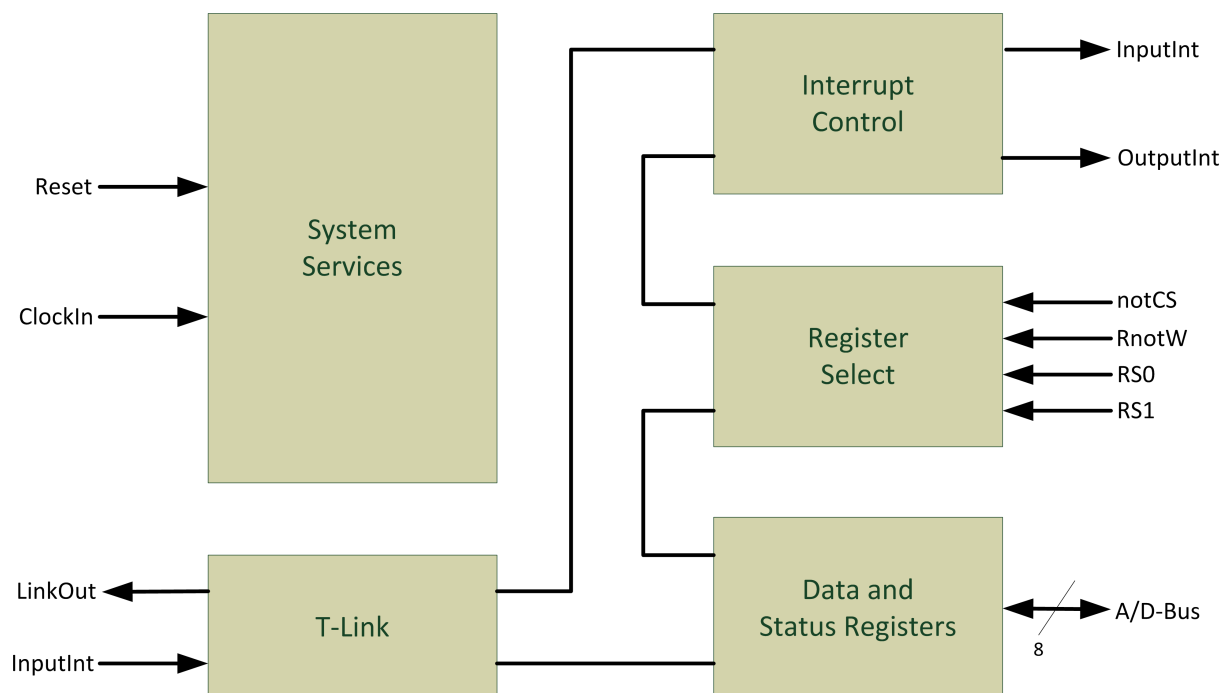 Reset
ClockIn
System
Services
LinkOut
InputInt
T-Link
Interrupt
Control
InputInt
OutputInt
Register
Select
notCS
RnotW
RS0
RS1
Data and
Status Registers
A/D-Bus
8